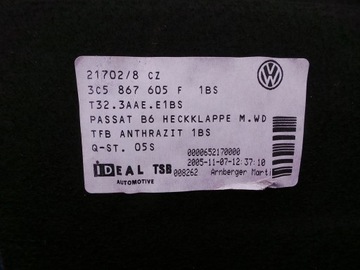 21702/8 CZ
3C5 867 605 F 1BS
T32.3AAE.E1BS
PASSAT B6 HECKKLAPPE M.WD
TFB ANTHRAZIT 1BS
Q-ST. 05S
0000652170000
2005-11-07-12:37:10
IDEAL TSB 008262 Arnberger Marti
AUTOMOTIVE